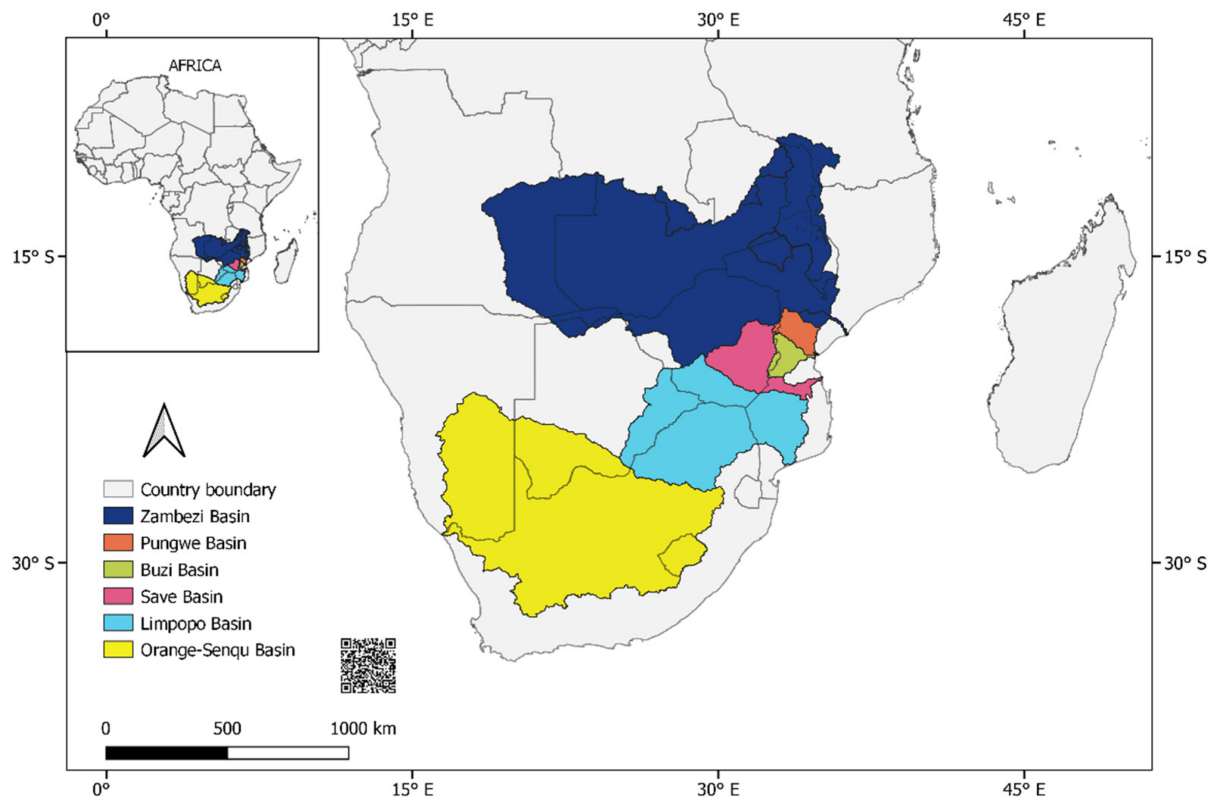 0° 15° E 30° E 45° E
AFRICA
15° S 15° S
Country boundary
Zambezi Basin
Pungwe Basin
Buzi Basin
Save Basin
Limpopo Basin
Orange-Senqu Basin
30° S 30° S
0 500 1000 km
0° 15° E 30° E 45° E